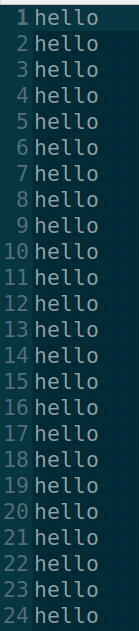 1 hello
2 hello
3 hello
4 hello
5 hello
6 hello
7 hello
8 hello
9 hello
10 hello
11 hello
12 hello
13 hello
14 hello
15 hello
16 hello
17 hello
18 hello
19 hello
20 hello
21 hello
22 hello
23 hello
24 hello